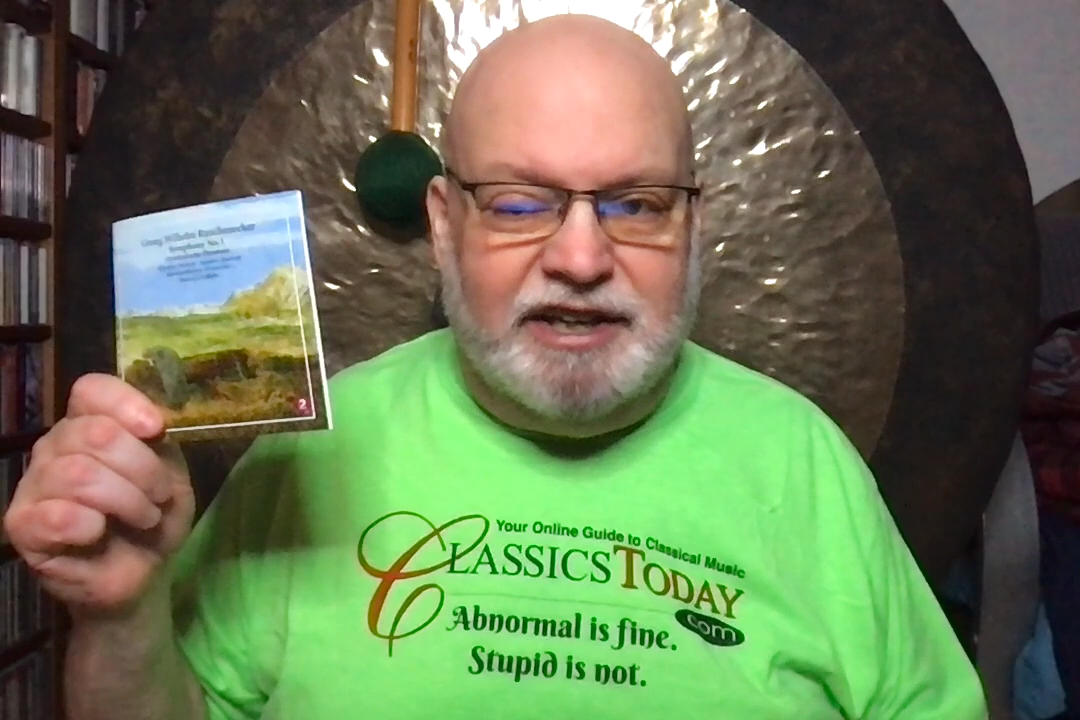 Georg Wilhelm Rauchenecker
Symphony No. 1
2
Your Online Guide to Classical Music
CLASSICSTODAY
com
Abnormal is fine.
Stupid is not.